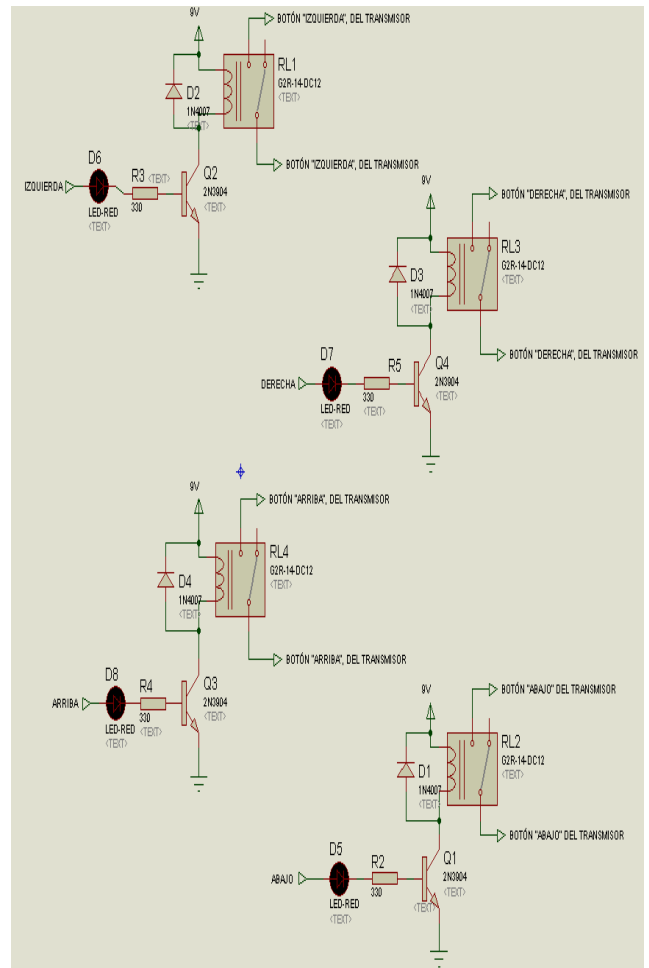 9V
BOTÓN "IZQUIERDA", DEL TRANSMISOR
RL1
G2R-14-DC12
<TEXT>
D2
1N4007
<TEXT>
BOTÓN "IZQUIERDA", DEL TRANSMISOR
D6
IZQUIERDA
LED-RED
<TEXT>
R3
<TEXT>
330
Q2
2N3904
<TEXT>
9V
BOTÓN "DERECHA", DEL TRANSMISOR
RL3
G2R-14-DC12
<TEXT>
D3
1N4007
<TEXT>
BOTÓN "DERECHA", DEL TRANSMISOR
D7
DERECHA
LED-RED
<TEXT>
R5
330
<TEXT>
Q4
2N3904
<TEXT>
9V
BOTÓN "ARRIBA", DEL TRANSMISOR
RL4
G2R-14-DC12
<TEXT>
D4
1N4007
<TEXT>
BOTÓN "ARRIBA", DEL TRANSMISOR
D8
ARRIBA
LED-RED
<TEXT>
R4
330
<TEXT>
Q3
2N3904
<TEXT>
9V
BOTÓN "ABAJO" DEL TRANSMISOR
RL2
G2R-14-DC12
<TEXT>
D1
1N4007
<TEXT>
BOTÓN "ABAJO" DEL TRANSMISOR
D5
ABAJO
LED-RED
<TEXT>
R2
330
Q1
2N3904
<TEXT>
<TEXT>